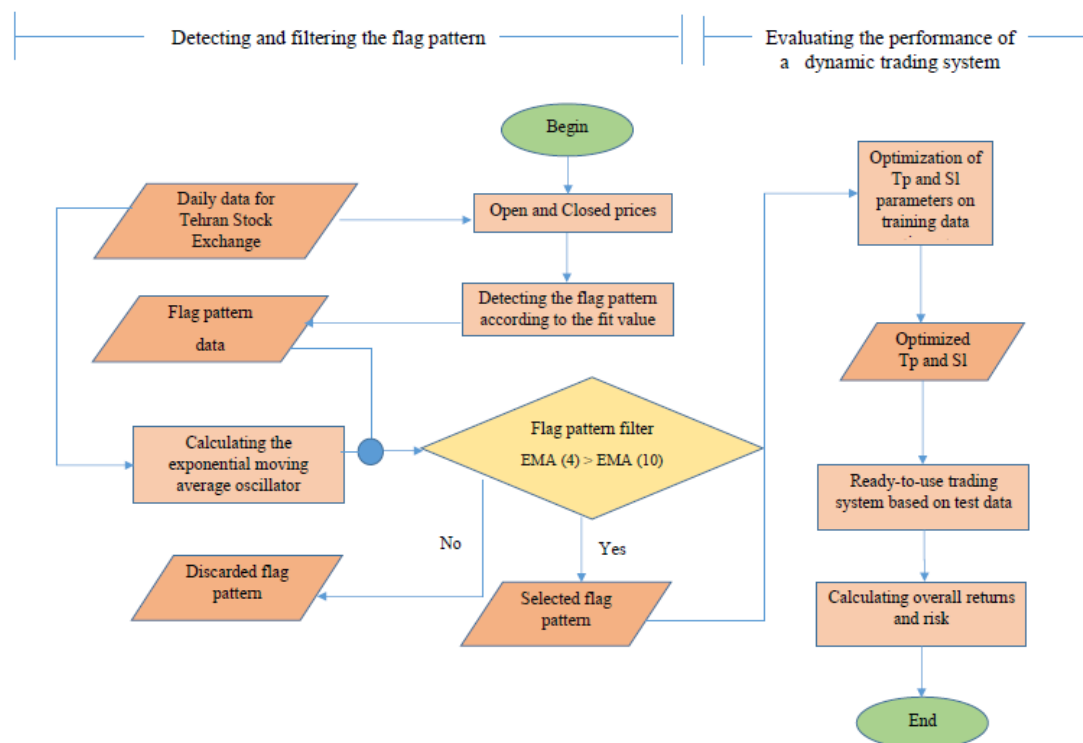 Detecting and filtering the flag pattern
Evaluating the performance of
a dynamic trading system
Begin
Daily data for
Tehran Stock
Exchange
Open and Closed prices
Detecting the flag pattern
according to the fit value
Flag pattern
data
Calculating the
exponential moving
average oscillator
Flag pattern filter
EMA (4) > EMA (10)
No
Yes
Discarded flag
pattern
Selected flag
pattern
Optimization of
Tp and Sl
parameters on
training data
Optimized
Tp and Sl
Ready-to-use trading
system based on test data
Calculating overall returns
and risk
End